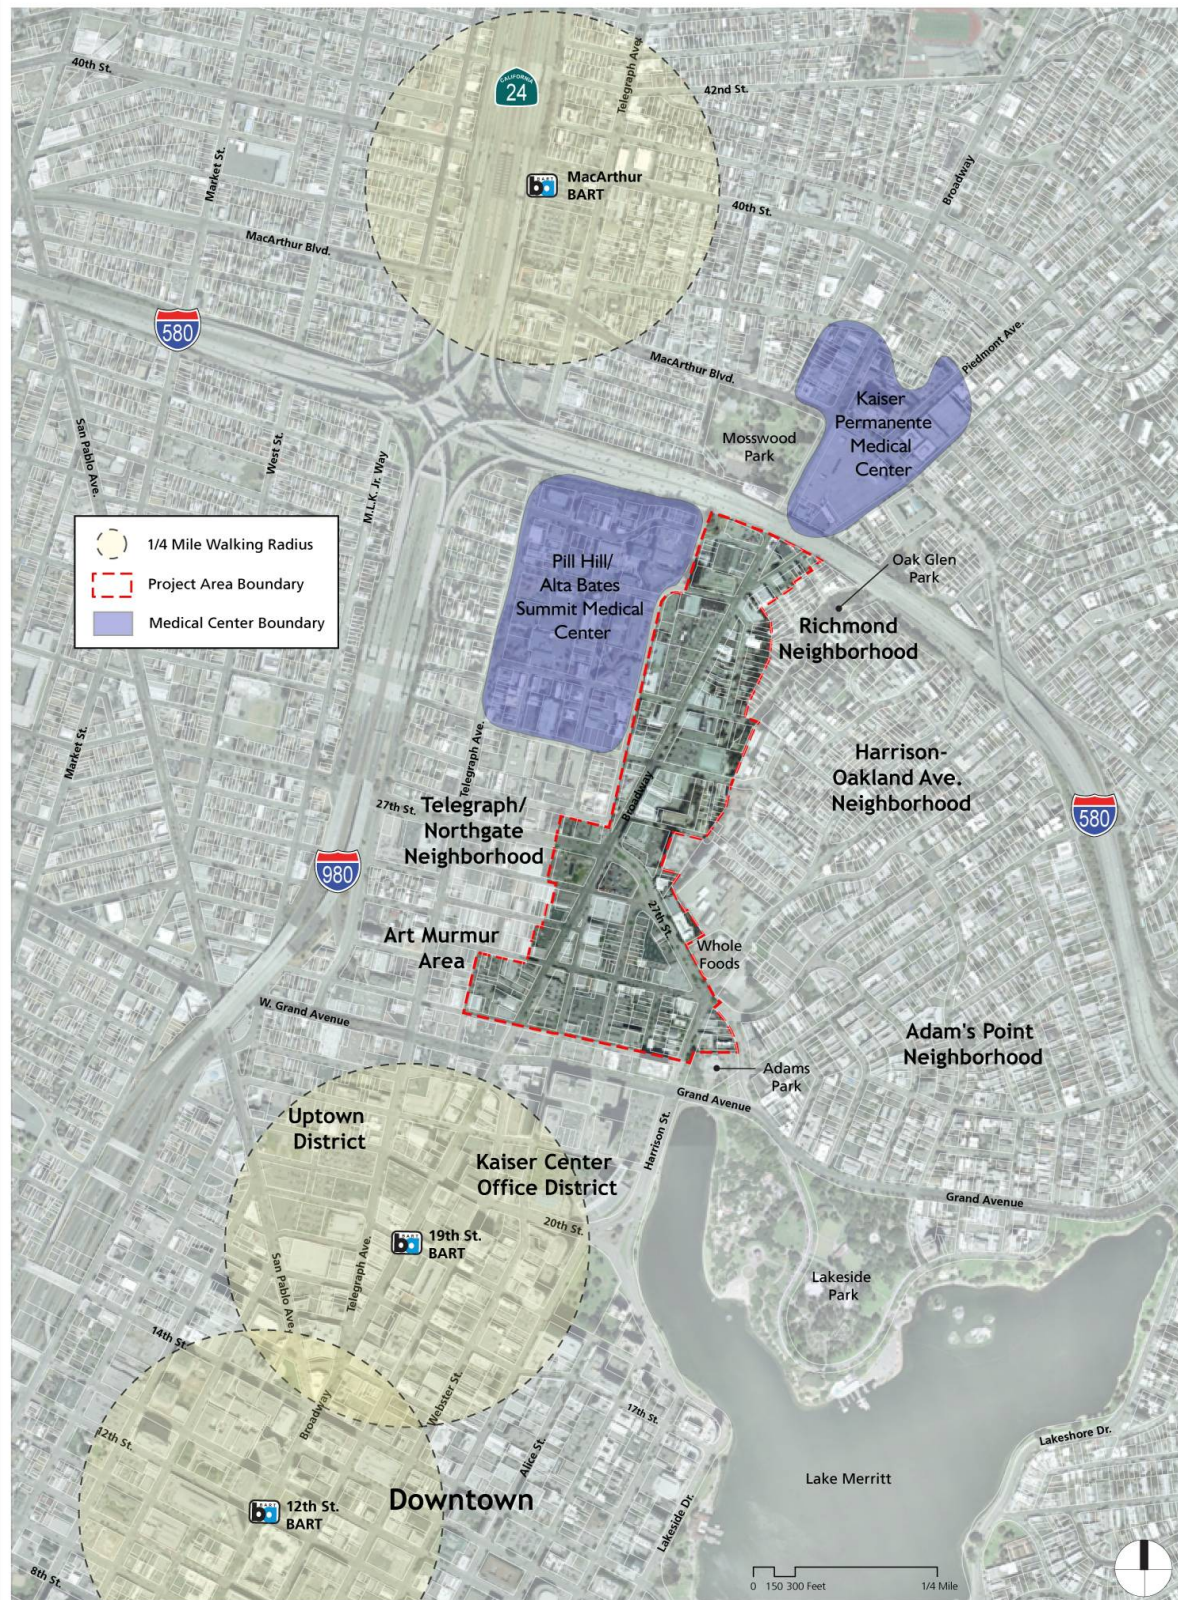 40th St.
CALIFORNIA
24
Telegraph Ave.
42nd St.
Market St.
MacArthur
BART
Broadway
40th St.
MacArthur Blvd.
580
MacArthur Blvd.
Piedmont Ave.
Kaiser
Permanente
Medical
Center
Mosswood
Park
San Pablo Ave.
West St.
M.L.K. Jr. Way
1/4 Mile Walking Radius
Project Area Boundary
Medical Center Boundary
Pill Hill/
Alta Bates
Summit Medical
Center
Oak Glen
Park
Richmond
Neighborhood
Market St.
Telegraph Ave.
Harrison-
Oakland Ave.
Neighborhood
27th St.
Telegraph/
Northgate
Neighborhood
Broadway
580
980
27th St.
Art Murmur
Area
Whole
Foods
W. Grand Avenue
Adam's Point
Neighborhood
Adams
Park
Grand Avenue
Uptown
District
Harrison St.
Kaiser Center
Office District
Grand Avenue
20th St.
BART
19th St.
BART
San Pablo Ave.
Telegraph Ave.
Lakeside
Park
14th St.
Broadway
Webster St.
17th St.
12th St.
Alice St.
Lakeshore Dr.
Lake Merritt
BART
12th St.
BART
Downtown
Lakeside Dr.
8th St.
0 150 300 Feet 1/4 Mile